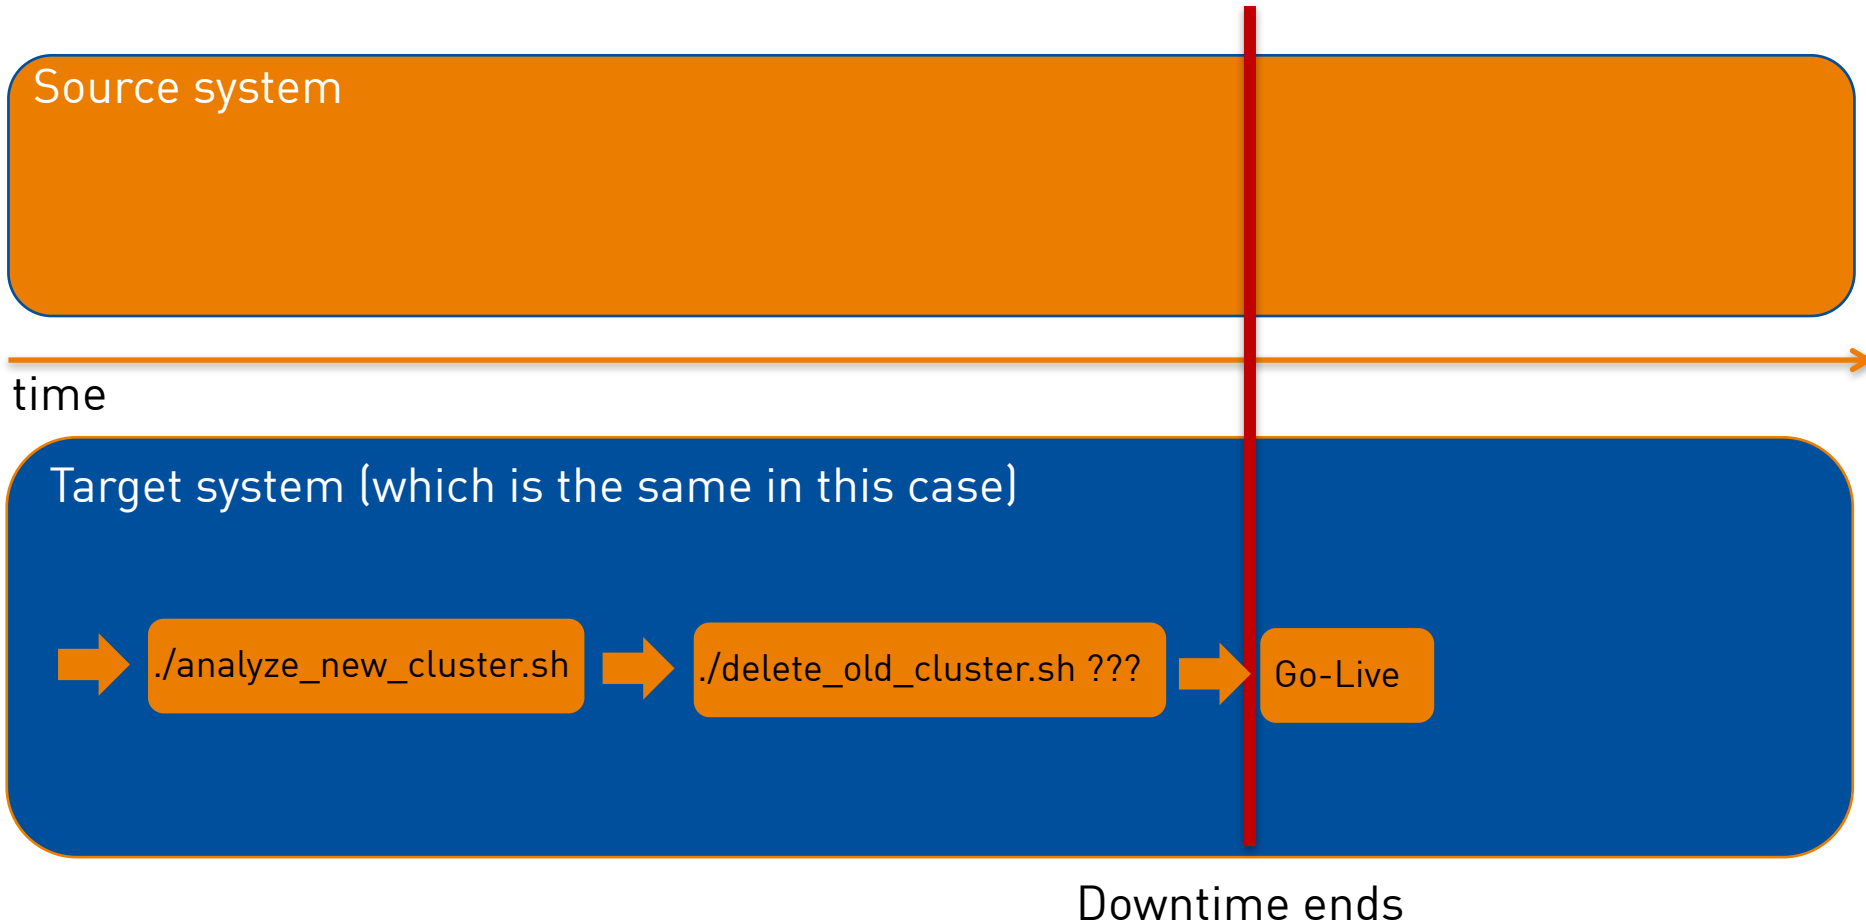 Source system
time
Target system (which is the same in this case)
./analyze_new_cluster.sh
./delete_old_cluster.sh ???
Go-Live
Downtime ends